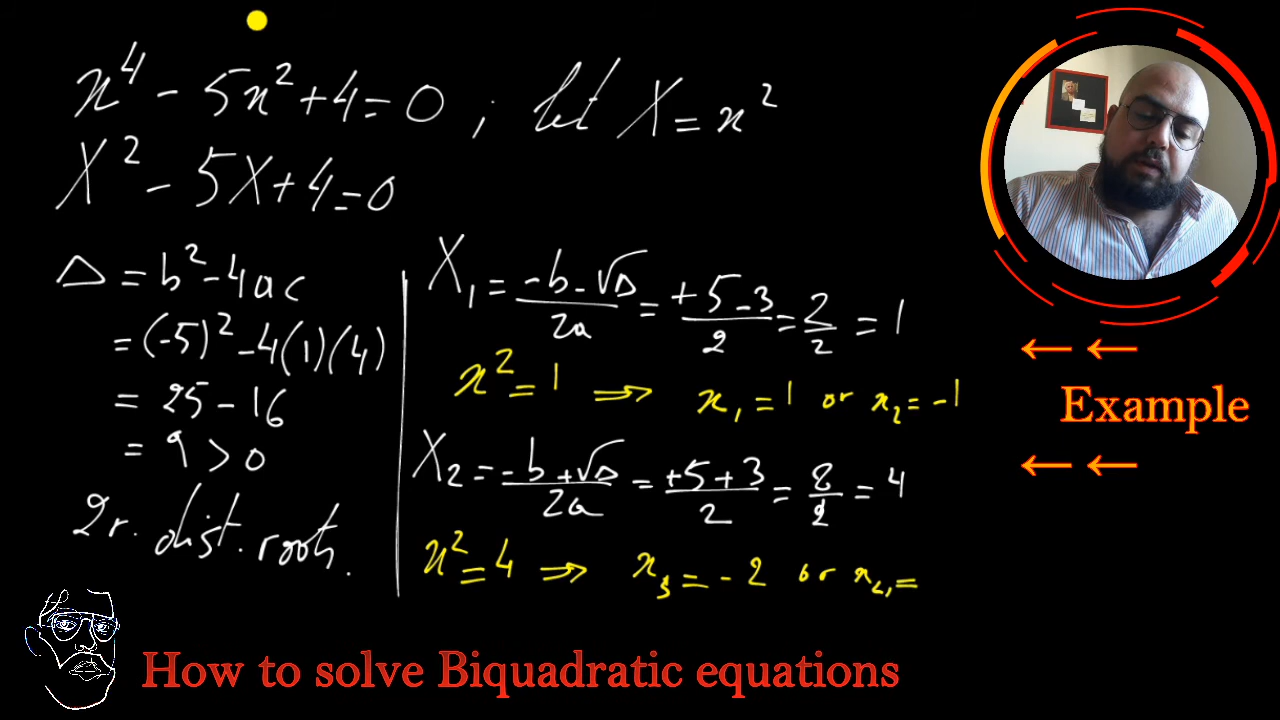 x⁴ - 5x² + 4 = 0 ; let X = x²
X² - 5X + 4 = 0
Δ = b² - 4ac
= (-5)² - 4(1)(4)
= 25 - 16
= 9 > 0
2 r. dist. roots.
X₁ = (-b - √Δ)/2a = (+5 - 3)/2 = 2/2 = 1
x² = 1 ⇒ x₁ = 1 or x₂ = -1
X₂ = (-b + √Δ)/2a = (+5 + 3)/2 = 8/2 = 4
x² = 4 ⇒ x₃ = -2 or x₄ =
← ←
Example
← ←
How to solve Biquadratic equations